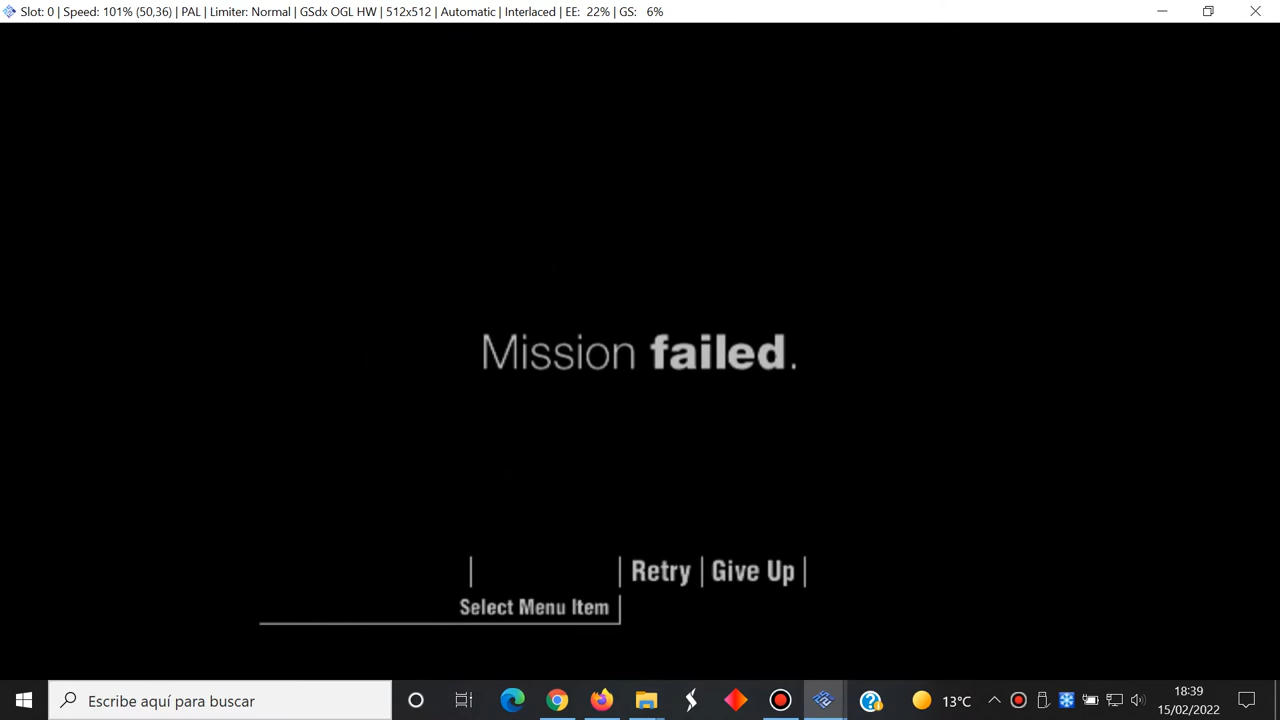 Slot: 0 | Speed: 101% (50,36) | PAL | Limiter: Normal | GSdx OGL HW | 512x512 | Automatic | Interlaced | EE: 22% | GS: 6%
Mission failed.
| | Retry | Give Up |
Select Menu Item
Escribe aquí para buscar
13°C
18:39
15/02/2022